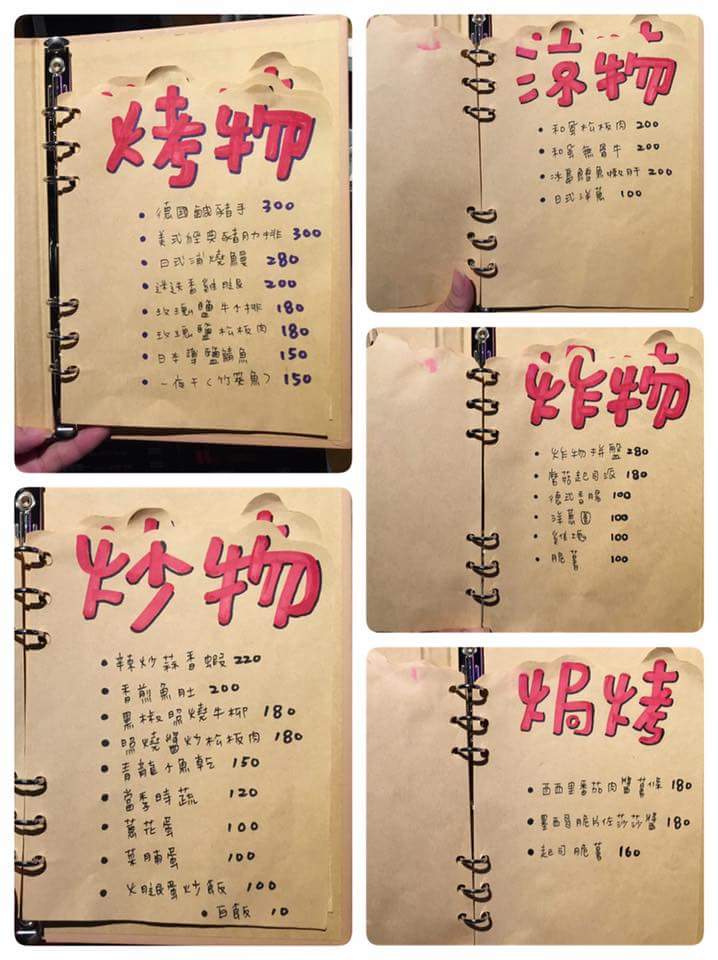 烤物
• 德國鹹豬手 300
• 美式經典豬肋排 300
• 日式浦燒鰻 280
• 迷迭香雞腿 200
• 玫瑰鹽牛小排 180
• 玫瑰鹽松板肉 180
• 日本薄鹽鯖魚 150
• 一夜干(竹筴魚) 150
涼物
• 和風松板肉 200
• 和風無骨牛 200
• 冰島鱈魚嫩肝 200
• 日式洋蔥 100
炸物
• 炸物拼盤 280
• 蘑菇起司派 180
• 德式香腸 100
• 洋蔥圈 100
• 雞塊 100
• 脆薯 100
炒物
• 辣炒蒜香蝦 220
• 香煎魚肚 200
• 黑椒照燒牛柳 180
• 照燒醬炒松板肉 180
• 青龍小魚乾 150
• 當季時蔬 120
• 蔥花蛋 100
• 菜脯蛋 100
• 火腿蛋炒飯 100
• 白飯 10
焗烤
• 西西里番茄肉醬薯條 180
• 墨西哥脆片佐莎莎醬 180
• 起司脆薯 160